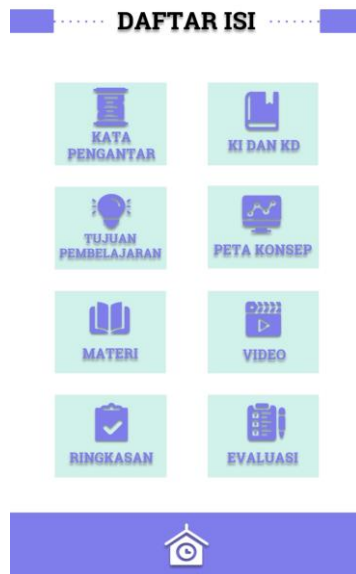 DAFTAR ISI
KATA
PENGANTAR
KI DAN KD
TUJUAN
PEMBELAJARAN
PETA KONSEP
MATERI
VIDEO
RINGKASAN
EVALUASI